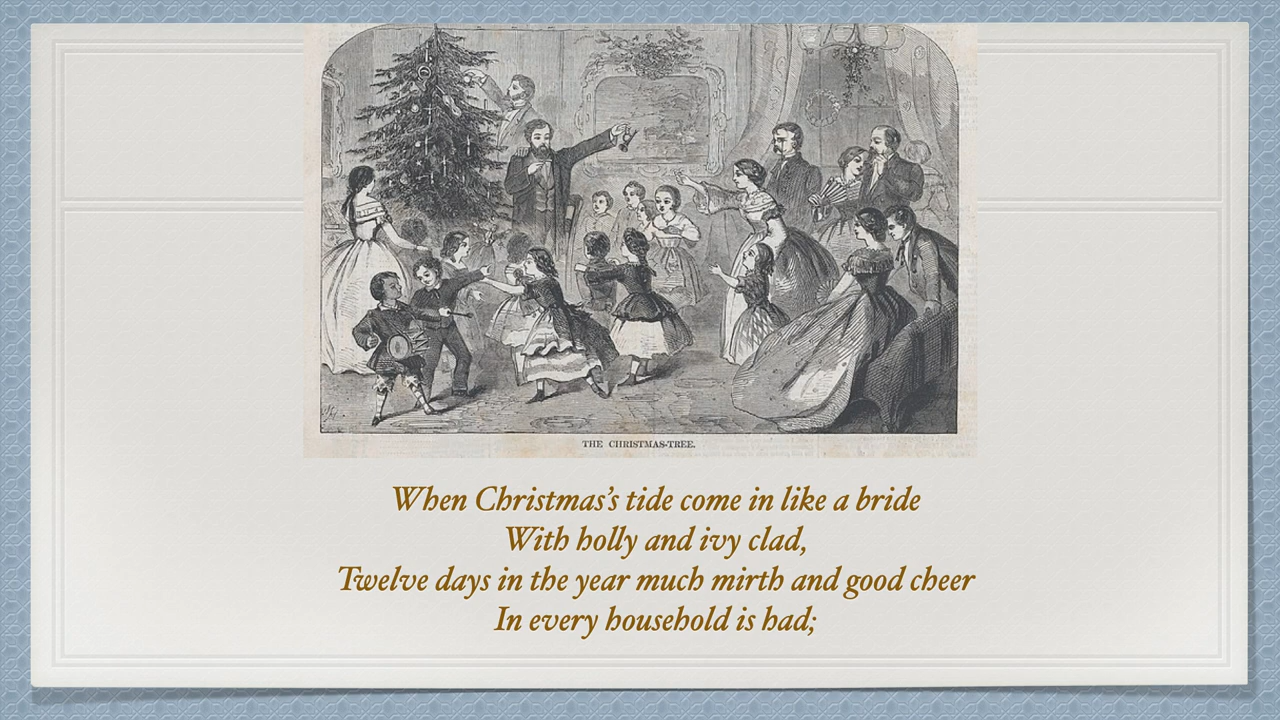 THE CHRISTMAS-TREE.
When Christmas’s tide come in like a bride
With holly and ivy clad,
Twelve days in the year much mirth and good cheer
In every household is had;